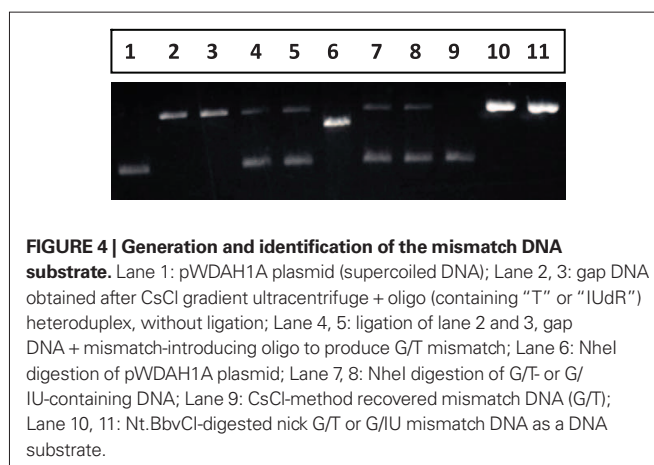 1 2 3 4 5 6 7 8 9 10 11
FIGURE 4 | Generation and identification of the mismatch DNA
substrate. Lane 1: pWDAH1A plasmid (supercoiled DNA); Lane 2, 3: gap DNA
obtained after CsCl gradient ultracentrifuge + oligo (containing “T” or “IUdR”)
heteroduplex, without ligation; Lane 4, 5: ligation of lane 2 and 3, gap
DNA + mismatch-introducing oligo to produce G/T mismatch; Lane 6: NheI
digestion of pWDAH1A plasmid; Lane 7, 8: NheI digestion of G/T- or G/
IU-containing DNA; Lane 9: CsCl-method recovered mismatch DNA (G/T);
Lane 10, 11: Nt.BbvCI-digested nick G/T or G/IU mismatch DNA as a DNA
substrate.